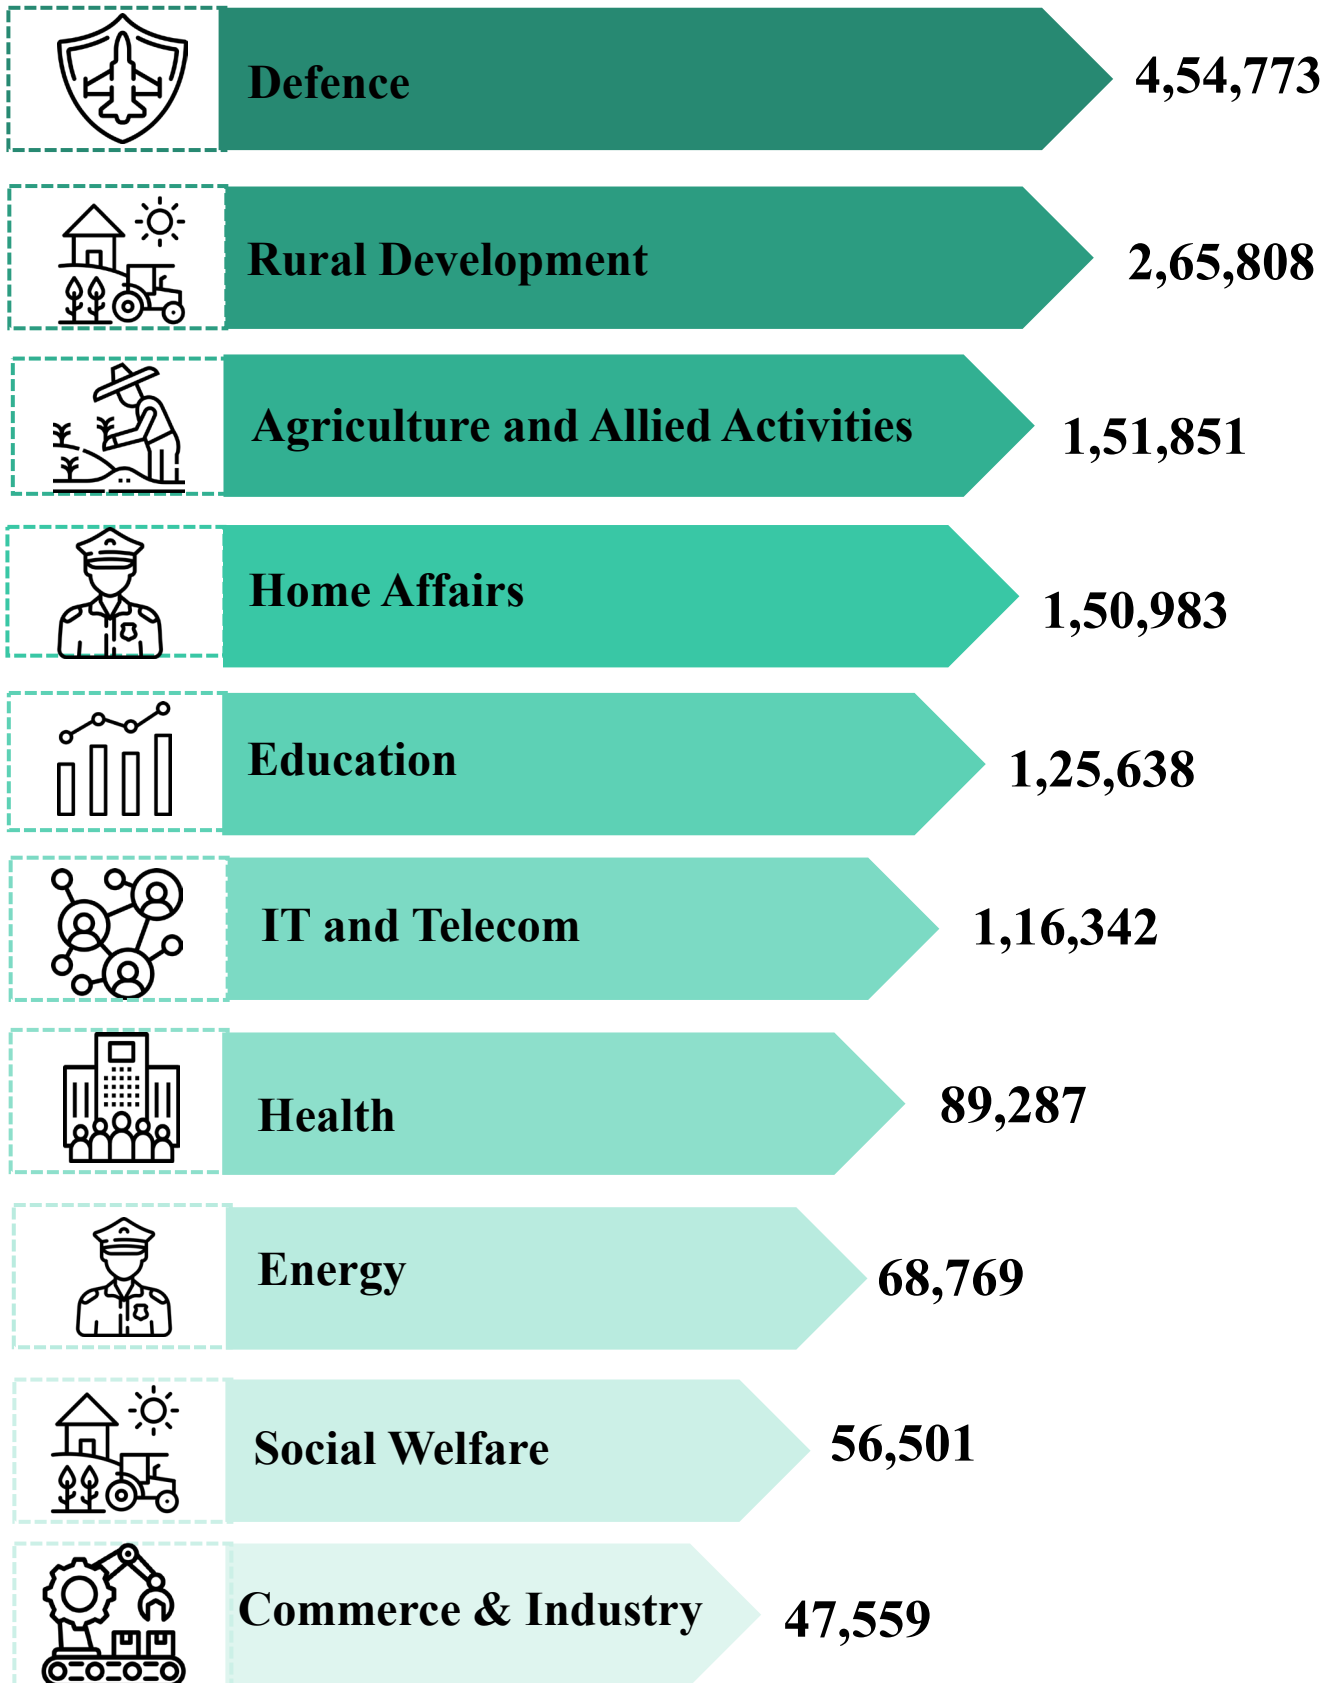 Defence 4,54,773
Rural Development 2,65,808
Agriculture and Allied Activities 1,51,851
Home Affairs 1,50,983
Education 1,25,638
IT and Telecom 1,16,342
Health 89,287
Energy 68,769
Social Welfare 56,501
Commerce & Industry 47,559